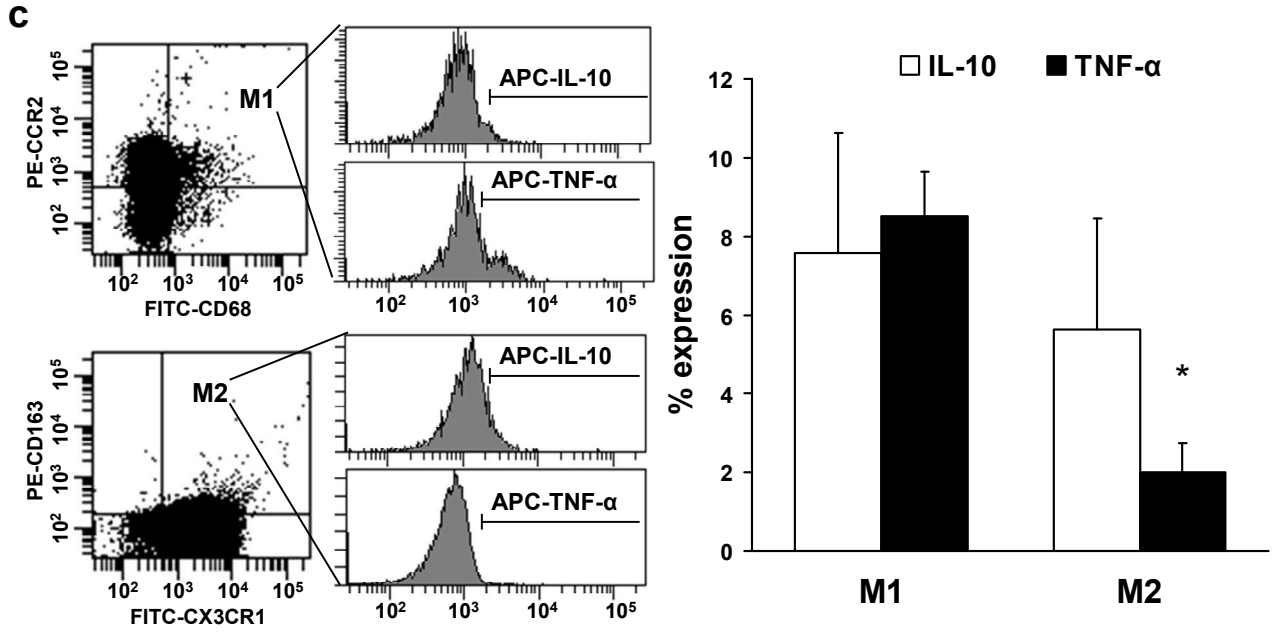 c
PE-CCR2
10⁵
10⁴
10³
10²
10² 10³ 10⁴ 10⁵
FITC-CD68
M1
APC-IL-10
APC-TNF-α
10² 10³ 10⁴ 10⁵
PE-CD163
10⁵
10⁴
10³
10²
10² 10³ 10⁴ 10⁵
FITC-CX3CR1
M2
APC-IL-10
APC-TNF-α
10² 10³ 10⁴ 10⁵
IL-10 TNF-α
% expression
12
10
8
6
4
2
0
*
M1 M2